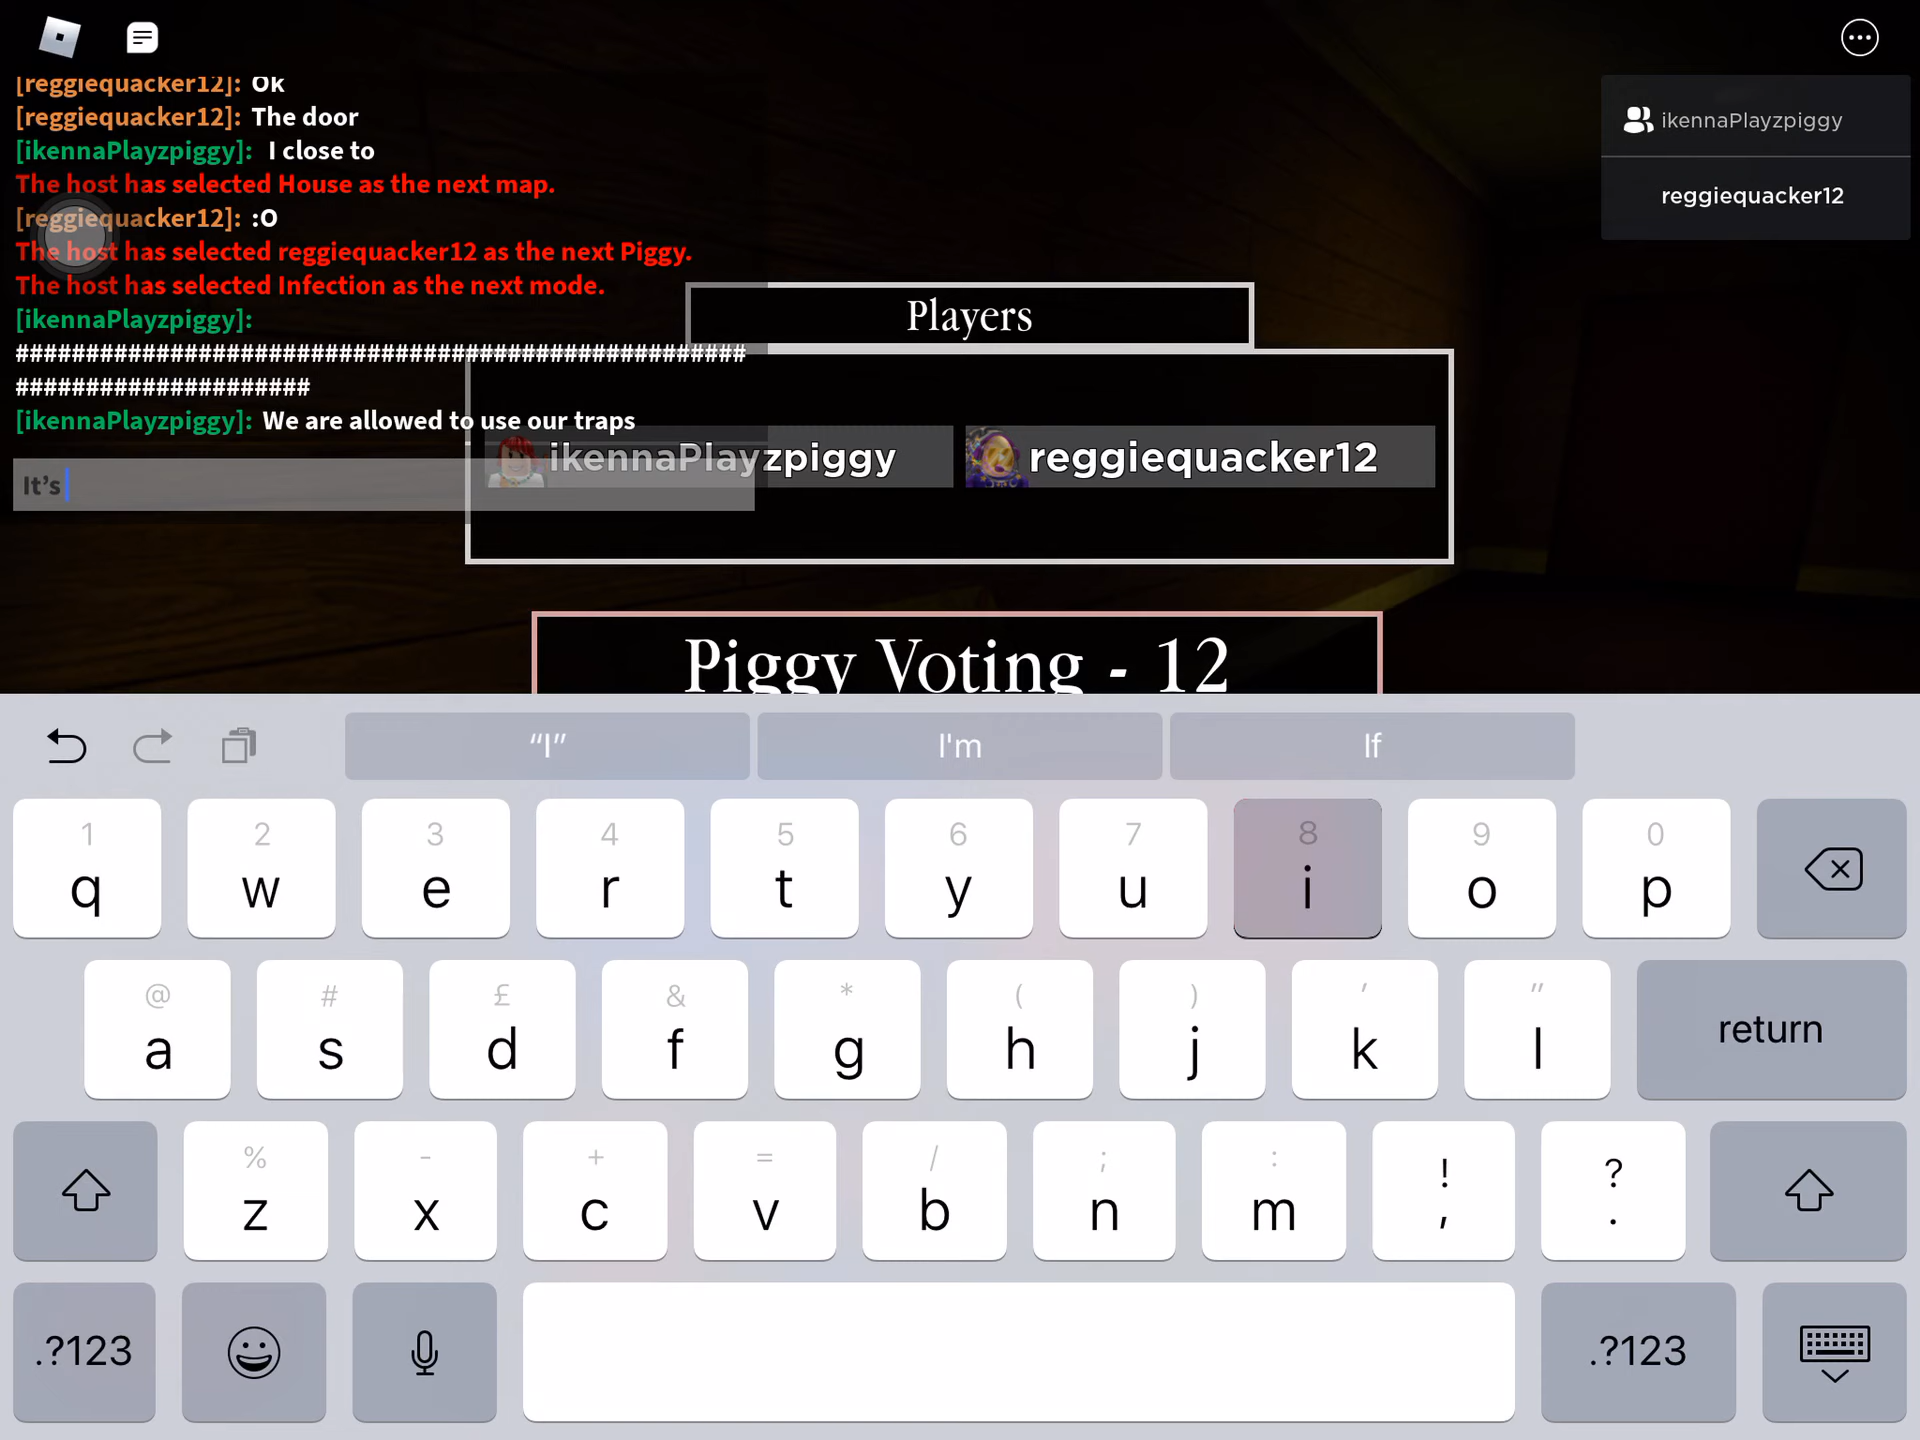 [reggiequacker12]: Ok
[reggiequacker12]: The door
[ikennaPlayzpiggy]: I close to
The host has selected House as the next map.
[reggiequacker12]: :O
The host has selected reggiequacker12 as the next Piggy.
The host has selected Infection as the next mode.
[ikennaPlayzpiggy]:
####################################################
#####################
[ikennaPlayzpiggy]: We are allowed to use our traps
It's
ikennaPlayzpiggy
reggiequacker12
Players
ikennaPlayzpiggy reggiequacker12
Piggy Voting - 12
“I” I'm If
1 2 3 4 5 6 7 8 9 0
q w e r t y u i o p
@ # £ & * ( ) ' "
a s d f g h j k l return
% - + = / ; : ! ?
z x c v b n m , .
.?123 .?123